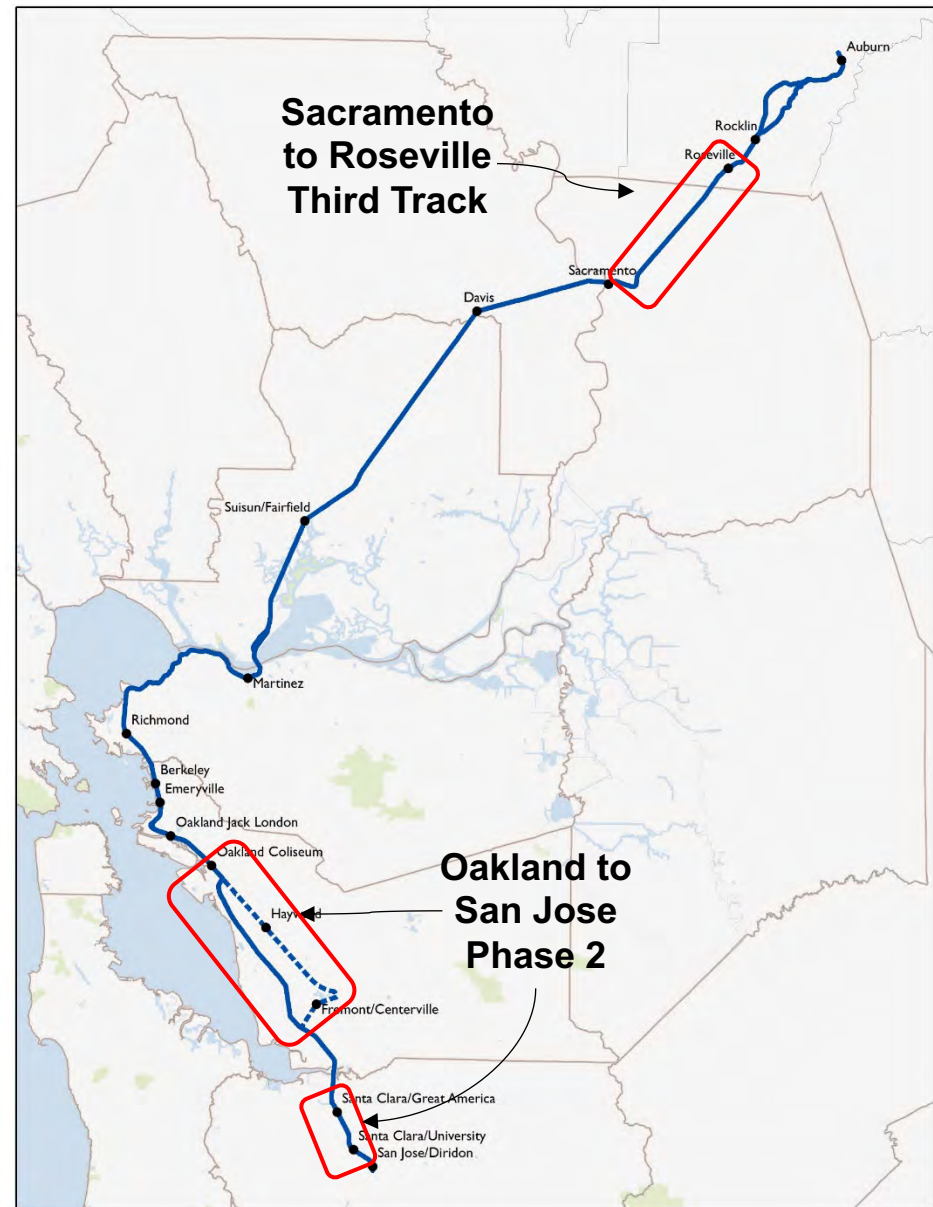 Auburn
Sacramento
to Roseville
Third Track
Rocklin
Roseville
Sacramento
Davis
Suisun/Fairfield
Martinez
Richmond
Berkeley
Emeryville
Oakland Jack London
Oakland Coliseum
Oakland to
San Jose
Phase 2
Hayward
Fremont/Centerville
Santa Clara/Great America
Santa Clara/University
San Jose/Diridon